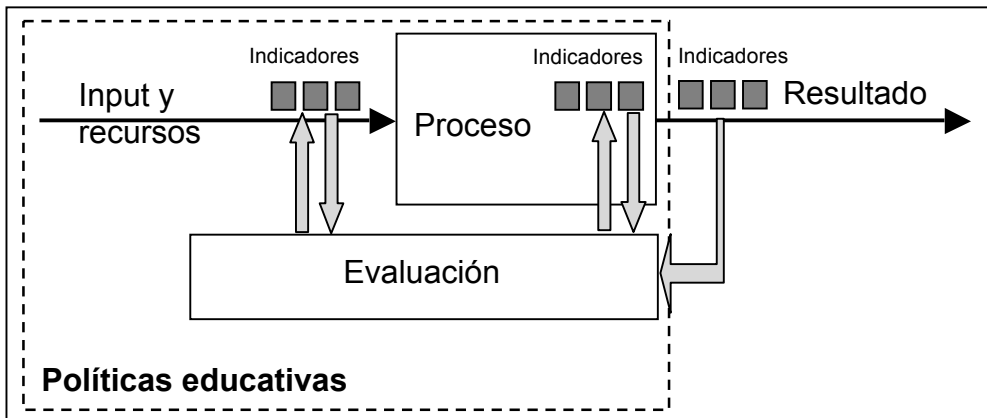 Indicadores
Indicadores
Indicadores
Input y
recursos
Proceso
Resultado
Evaluación
Políticas educativas